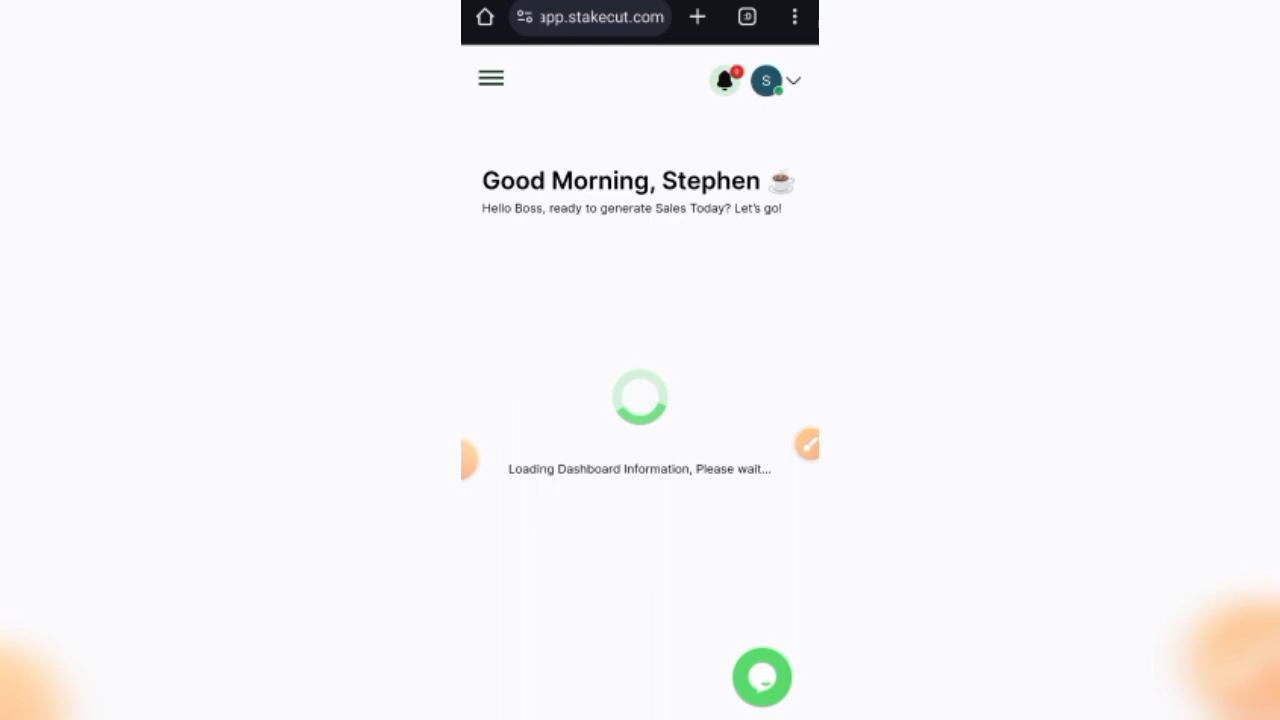 app.stakecut.com
:D
S
Good Morning, Stephen
Hello Boss, ready to generate Sales Today? Let's go!
Loading Dashboard Information, Please wait...